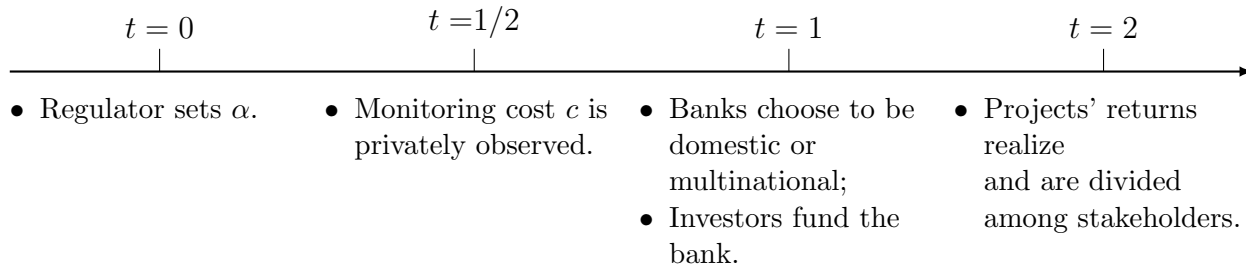 t = 0
t =1/2
t = 1
t = 2
• Regulator sets α.
• Monitoring cost c is
privately observed.
• Banks choose to be
domestic or
multinational;
• Investors fund the
bank.
• Projects' returns
realize
and are divided
among stakeholders.